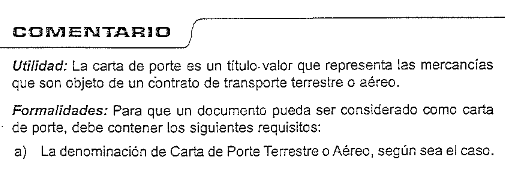 COMENTARIO
Utilidad: La carta de porte es un título-valor que representa las mercancías
que son objeto de un contrato de transporte terrestre o aéreo.
Formalidades: Para que un documento pueda ser considerado como carta
de porte, debe contener los siguientes requisitos:
a) La denominación de Carta de Porte Terrestre o Aéreo, según sea el caso.